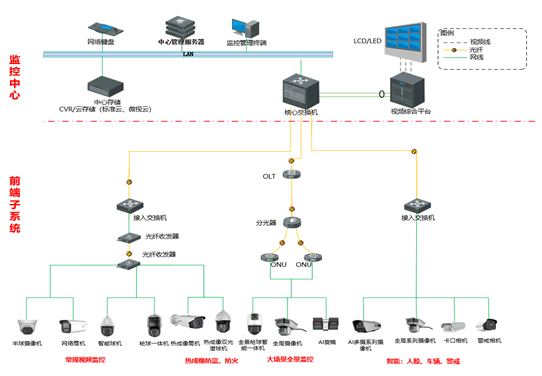 网络键盘
中心管理服务器
监控管理终端
LCD/LED
图例
视频线
光纤
网线
LAN
监控中心
中心存储
CVR/云存储（标准云、微视云）
核心交换机
视频综合平台
前端子系统
OLT
接入交换机
分光器
接入交换机
光纤收发器
光纤收发器
ONU
ONU
半球摄像机
网络筒机
智能球机
枪球一体机
热成像筒机
热成像双光谱球机
全景枪球智能一体机
全局摄像机
AI旋镜
AI多摄系列摄像机
全局系列摄像机
卡口相机
警戒相机
常规视频监控
热成像防盗、防火
大场景全景监控
智能：人脸、车辆、警戒